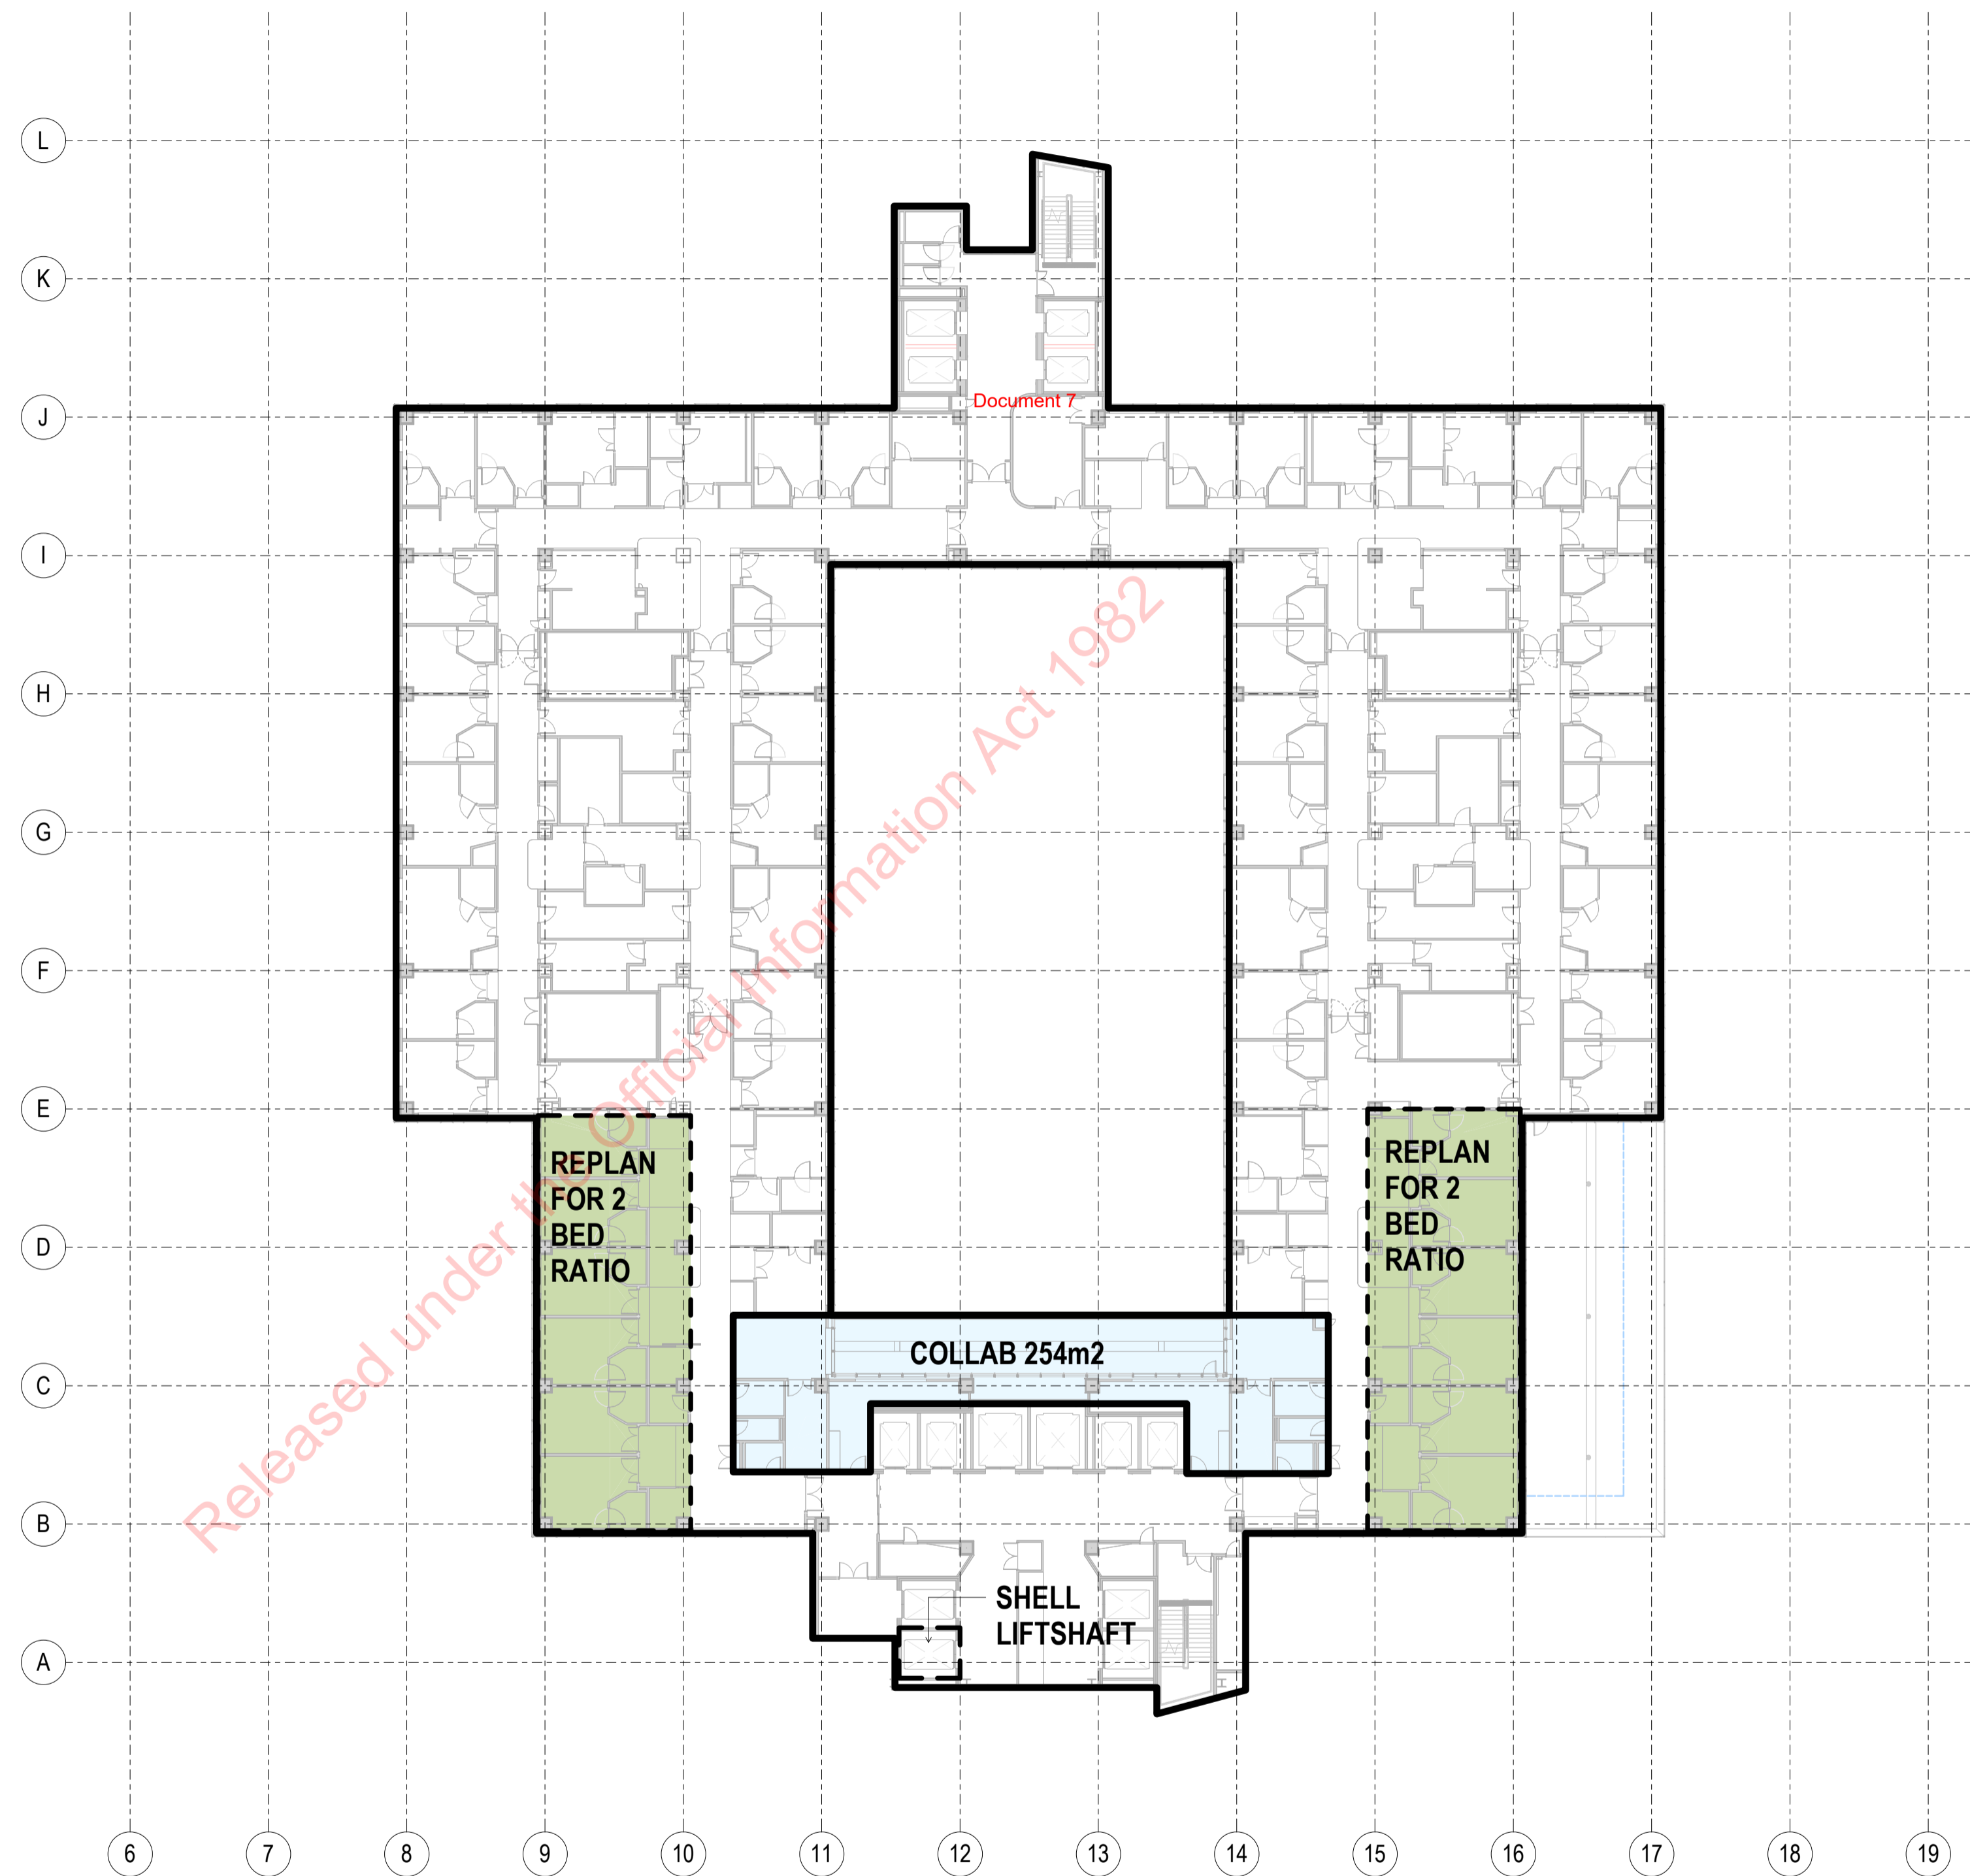 L
K
Document 7
J
I
H
G
F
E
REPLAN
FOR 2
BED
RATIO
REPLAN
FOR 2
BED
RATIO
D
COLLAB 254m2
C
B
SHELL
LIFTSHAFT
A
Released under the Official Information Act 1982
6 7 8 9 10 11 12 13 14 15 16 17 18 19